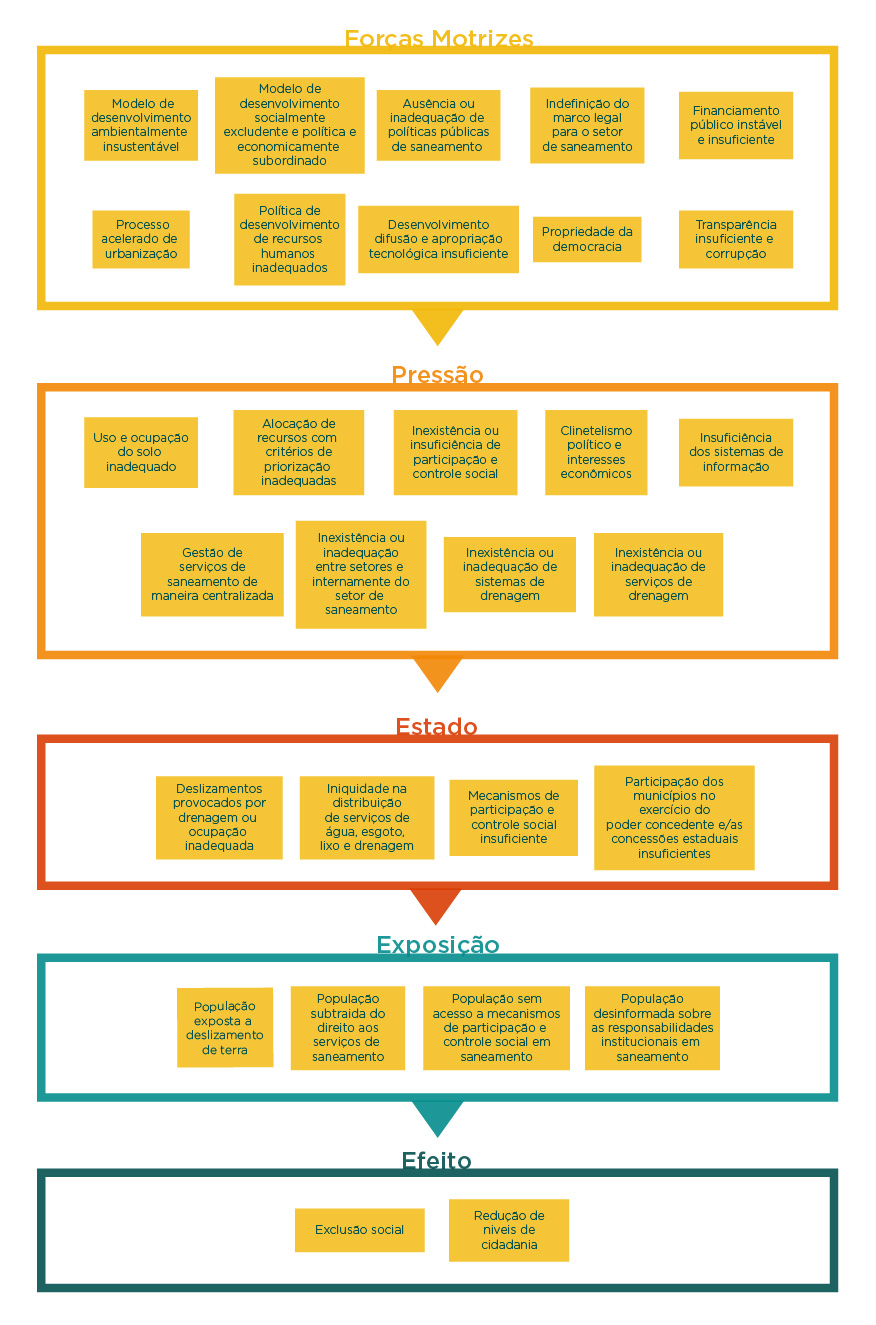 Forças Motrizes
Modelo de
desenvolvimento
ambientalmente
insustentável
Modelo de
desenvolvimento
socialmente
excludente e política e
economicamente
subordinado
Ausência ou
inadequação de
políticas públicas
de saneamento
Indefinição do
marco legal
para o setor
de saneamento
Financiamento
público instável
e insuficiente
Processo
acelerado de
urbanização
Política de
desenvolvimento
de recursos
humanos
inadequados
Desenvolvimento
difusão e apropriação
tecnológica insuficiente
Propriedade da
democracia
Transparência
insuficiente e
corrupção
Pressão
Uso e ocupação
do solo
inadequado
Alocação de
recursos com
critérios de
priorização
inadequadas
Inexistência ou
insuficiência de
participação e
controle social
Clinetelismo
político e
interesses
econômicos
Insuficiência
dos sistemas de
informação
Gestão de
serviços de
saneamento de
maneira centralizada
Inexistência ou
inadequação
entre setores e
internamente do
setor de
saneamento
Inexistência ou
inadequação de
sistemas de
drenagem
Inexistência ou
inadequação de
serviços de
drenagem
Estado
Deslizamentos
provocados por
drenagem ou
ocupação
inadequada
Iniquidade na
distribuição
de serviços de
água, esgoto,
lixo e drenagem
Mecanismos de
participação e
controle social
insuficiente
Participação dos
municípios no
exercício do
poder concedente e/as
concessões estaduais
insuficientes
Exposição
População
exposta a
deslizamento
de terra
População
subtraida do
direito aos
serviços de
saneamento
População sem
acesso a mecanismos
de participação e
controle social em
saneamento
População
desinformada sobre
as responsabilidades
institucionais em
saneamento
Efeito
Exclusão social
Redução de
niveis de
cidadania